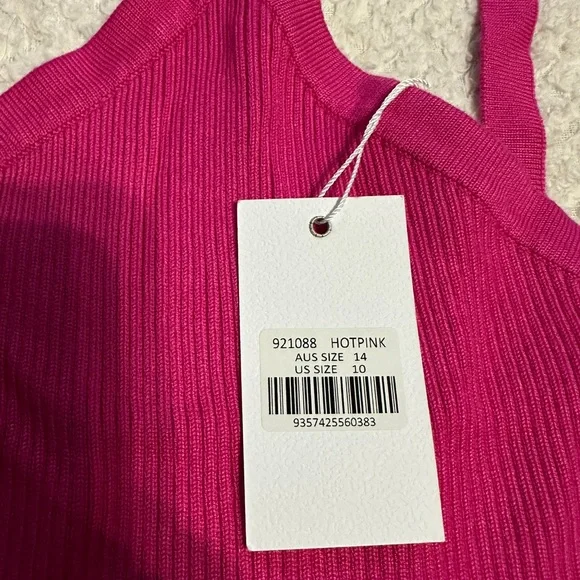 921088 HOTPINK
AUS SIZE 14
US SIZE 10
9357425560383